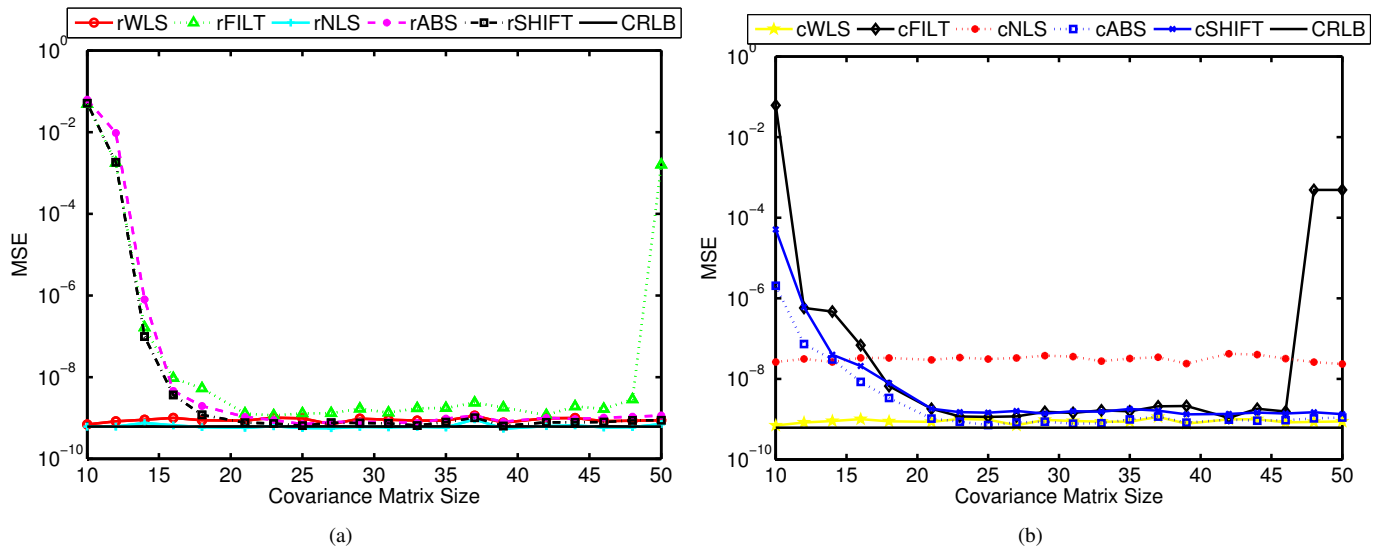 rWLS rFILT rNLS rABS rSHIFT CRLB
10^0
10^-2
10^-4
10^-6
10^-8
10^-10
MSE
10 15 20 25 30 35 40 45 50
Covariance Matrix Size
(a)
cWLS cFILT cNLS cABS cSHIFT CRLB
10^0
10^-2
10^-4
10^-6
10^-8
10^-10
MSE
10 15 20 25 30 35 40 45 50
Covariance Matrix Size
(b)